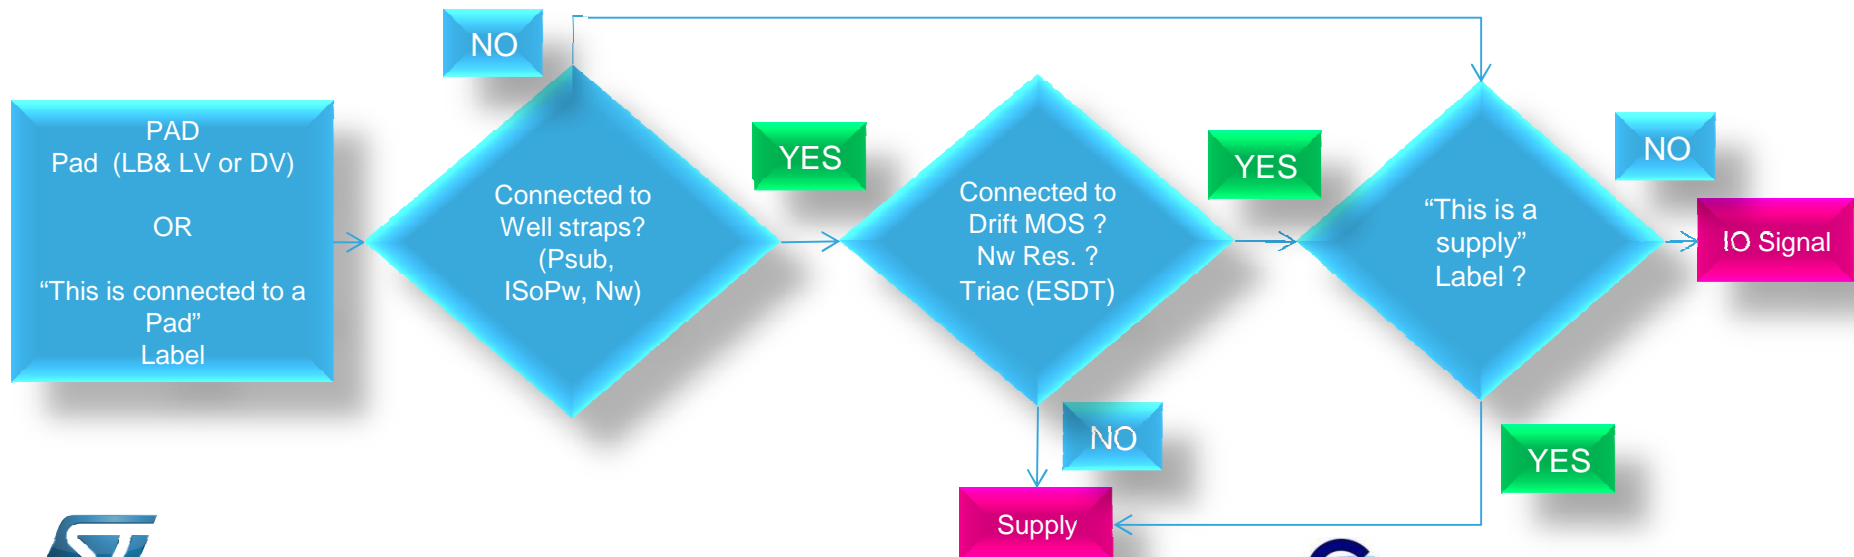 NO
PAD
Pad (LB& LV or DV)
OR
“This is connected to a
Pad”
Label
Connected to
Well straps?
(Psub,
ISoPw, Nw)
YES
Connected to
Drift MOS ?
Nw Res. ?
Triac (ESDT)
YES
“This is a
supply”
Label ?
NO
IO Signal
NO
YES
Supply
ST